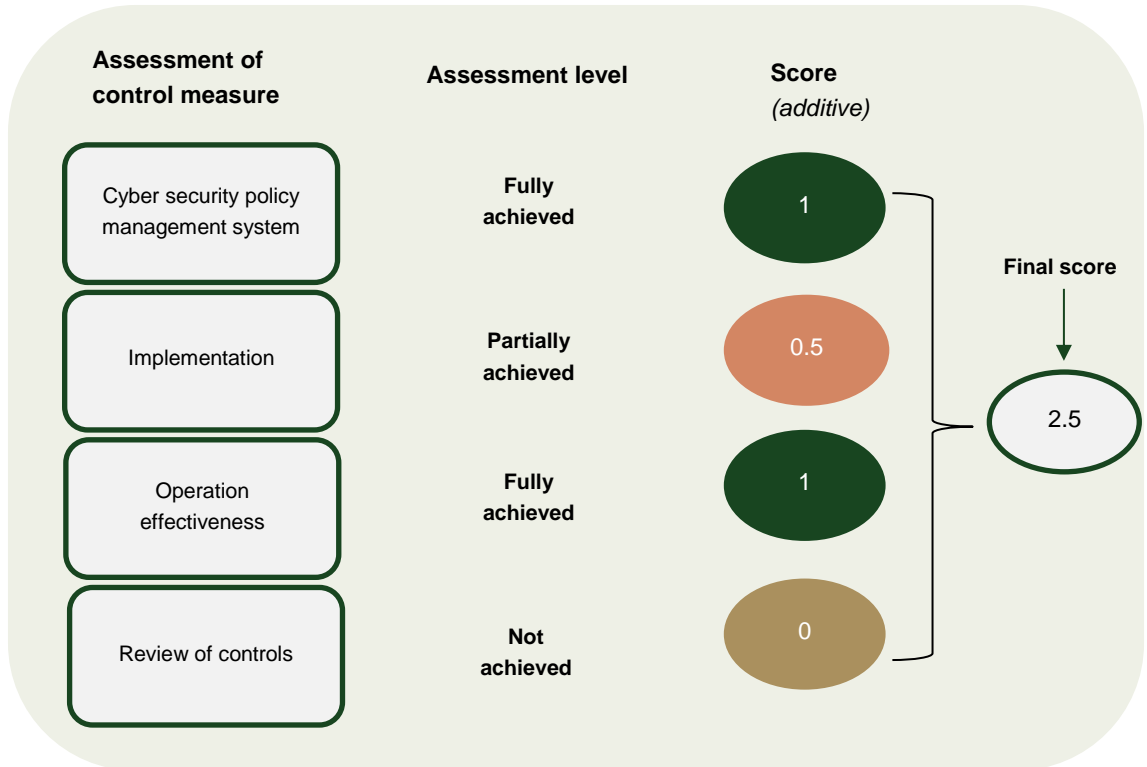 Assessment of
control measure
Assessment level
Score
(additive)
Cyber security policy
management system
Fully
achieved
1
Implementation
Partially
achieved
0.5
Operation
effectiveness
Fully
achieved
1
Review of controls
Not
achieved
0
Final score
2.5